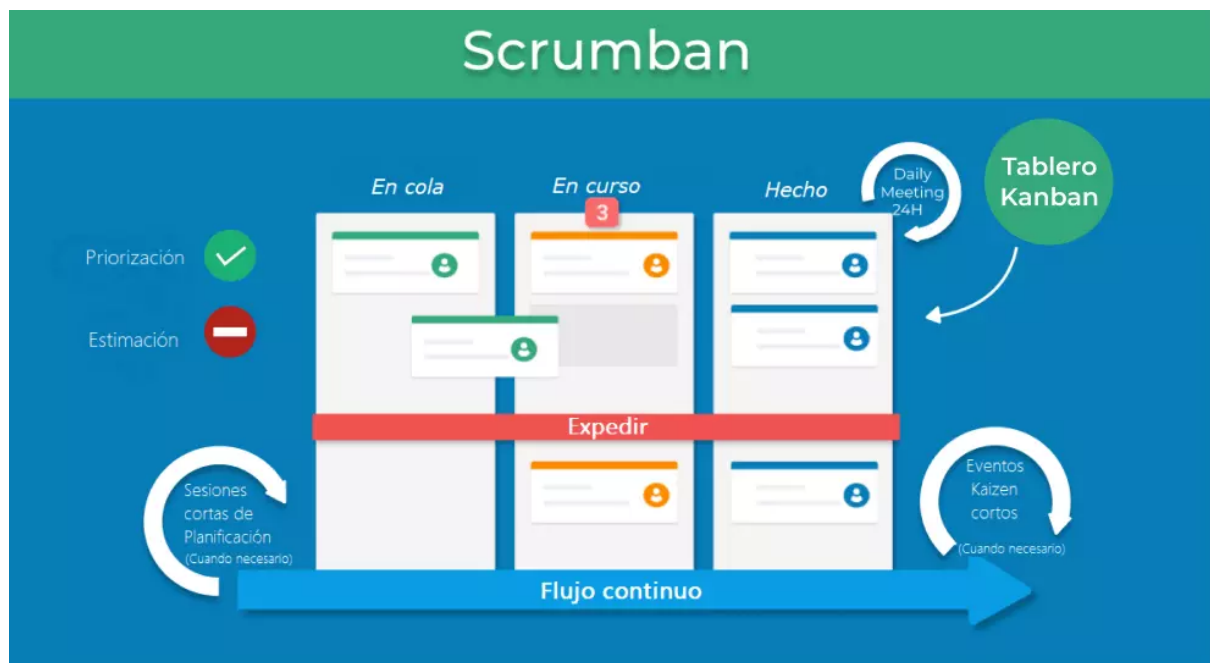 Scrumban
Tablero
Kanban
Daily
Meeting
24H
En cola
En curso
Hecho
3
Priorización
Estimación
Expedir
Sesiones
cortas de
Planificación
(Cuando necesario)
Eventos
Kaizen
cortos
(Cuando necesario)
Flujo continuo